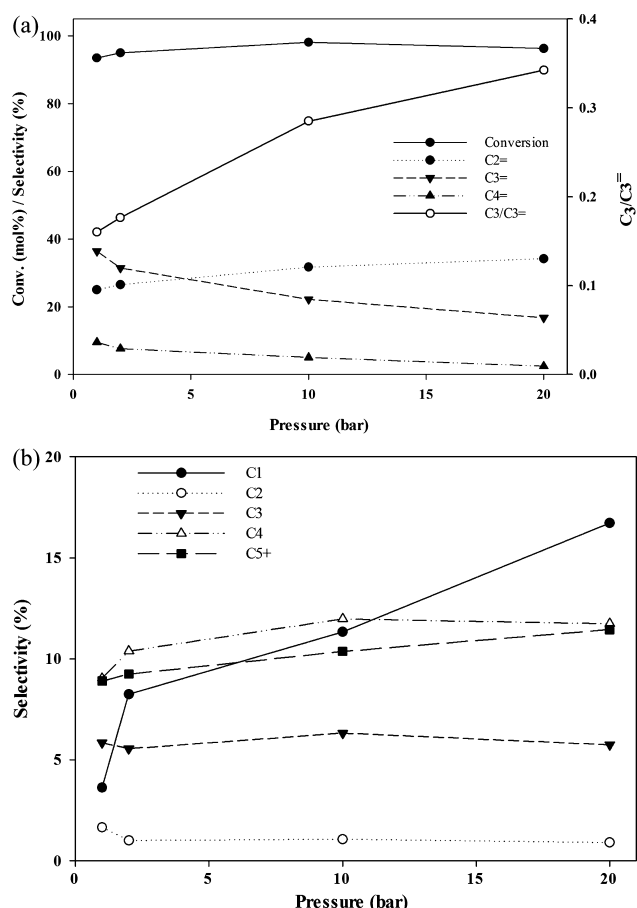 (a)
100
80
60
40
20
0
Conv. (mol%) / Selectivity (%)
0.4
0.3
0.2
0.1
0.0
C3/C3=
Conversion
C2=
C3=
C4=
C3/C3=
0 5 10 15 20
Pressure (bar)
(b)
20
15
10
5
0
Selectivity (%)
C1
C2
C3
C4
C5+
0 5 10 15 20
Pressure (bar)